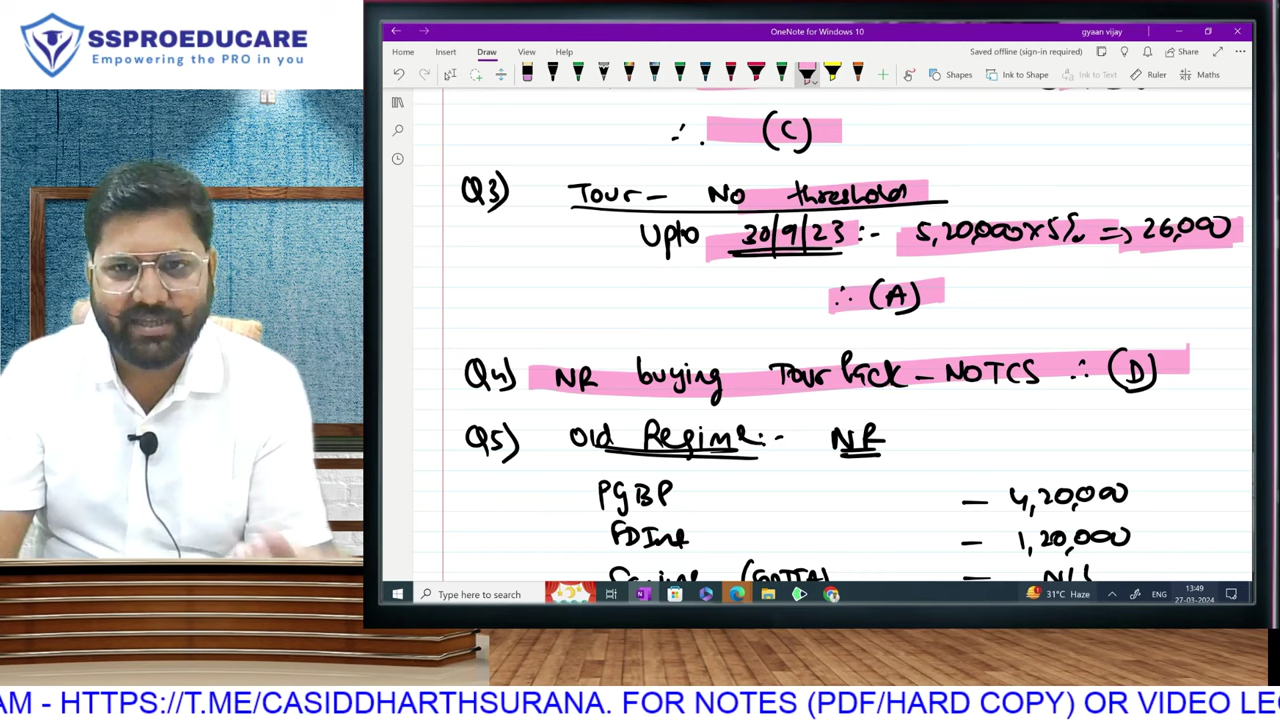 SSPROEDUCARE
Empowering the PRO in you
OneNote for Windows 10
gyaan vijay
Home Insert Draw View Help
Saved offline (sign-in required)
Share
Shapes
Ink to Shape
Ink to Text
Ruler
Maths
∴ (C)
Q3) Tour - No threshold
Upto 30/9/23 :- 5,20,000x5% => 26,000
∴ (A)
Q4) NR buying Tour Pack - NO TCS ∴ (D)
Q5) Old Regime :- NR
PGBP - 4,20,000
FD Int - 1,20,000
Type here to search
31°C Haze
ENG
13:49
27-03-2024
AM - HTTPS://T.ME/CASIDDHARTHSURANA. FOR NOTES (PDF/HARD COPY) OR VIDEO LE